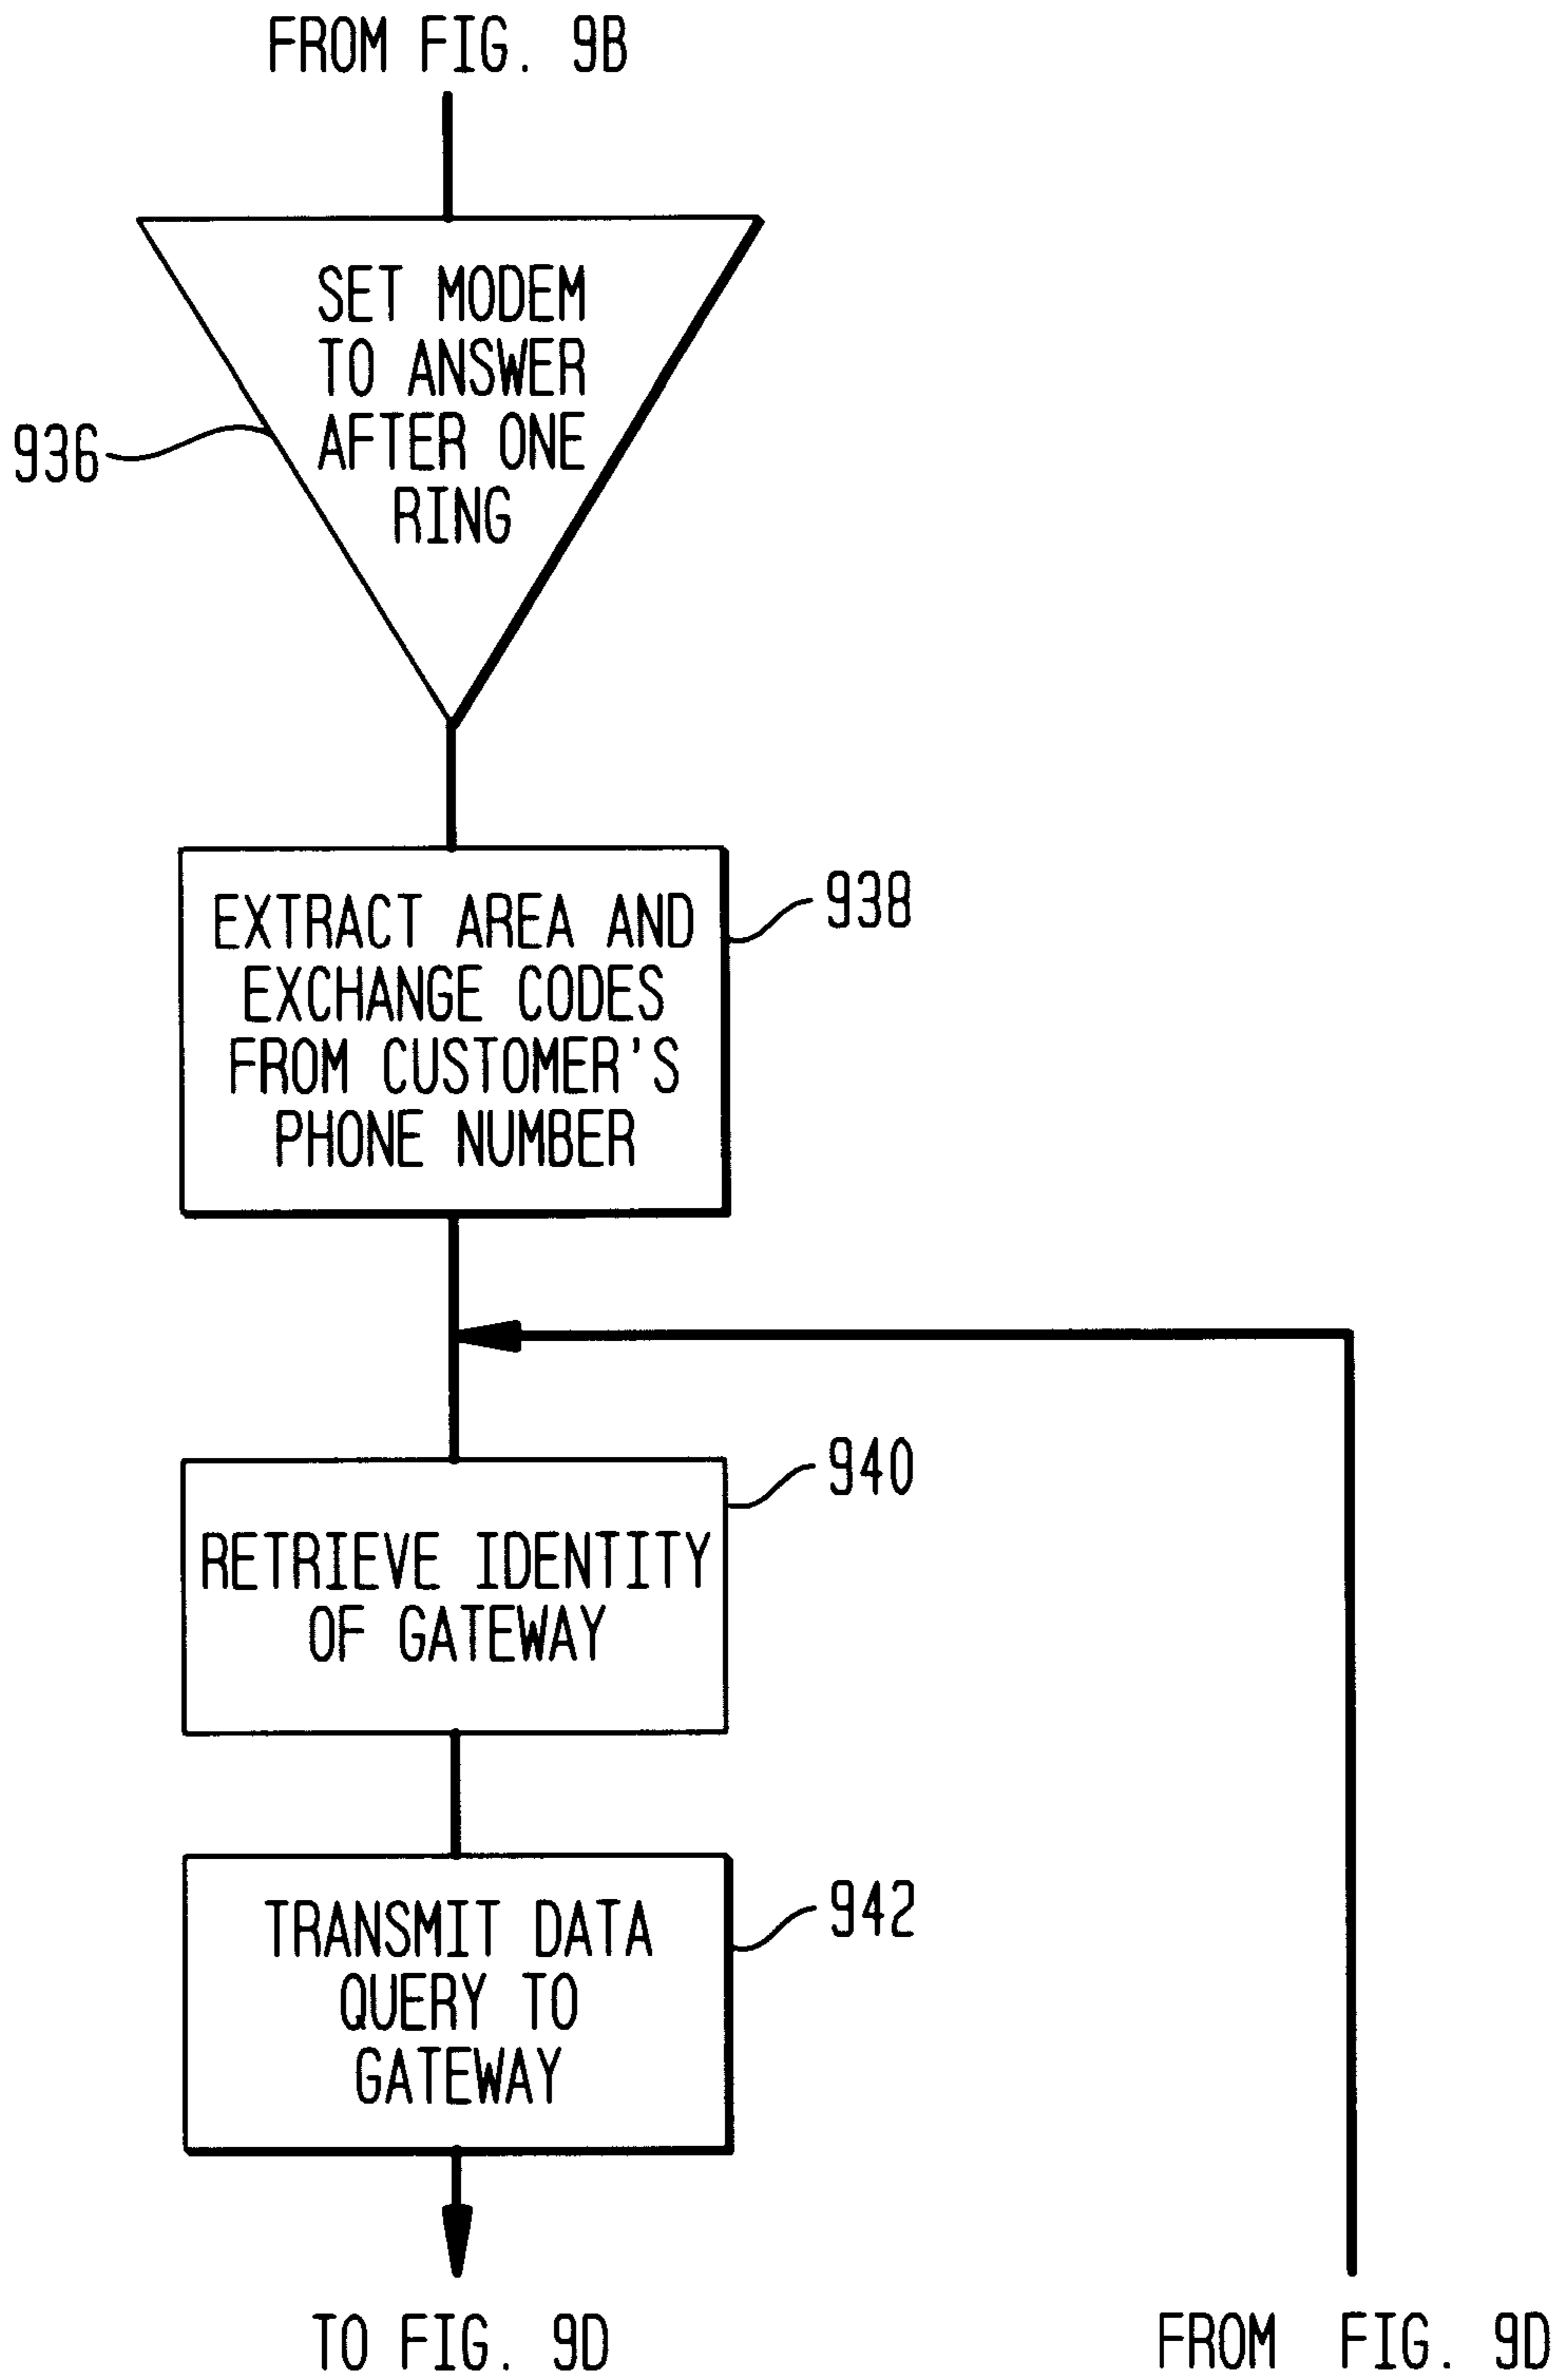 FROM FIG. 9B
SET MODEM
TO ANSWER
AFTER ONE
RING
936
EXTRACT AREA AND
EXCHANGE CODES
FROM CUSTOMER'S
PHONE NUMBER
938
RETRIEVE IDENTITY
OF GATEWAY
940
TRANSMIT DATA
QUERY TO
GATEWAY
942
TO FIG. 9D
FROM FIG. 9D